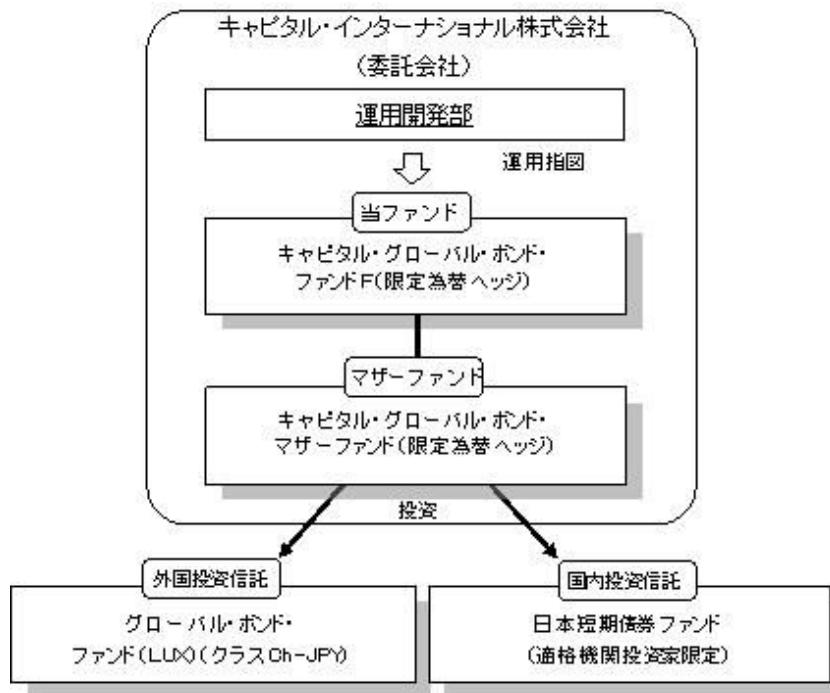 キャピタル・インターナショナル株式会社
(委託会社)
運用開発部
運用指図
当ファンド
キャピタル・グローバル・ボンド・
ファンドF(限定為替ヘッジ)
マザーファンド
キャピタル・グローバル・ボンド・
マザーファンド(限定為替ヘッジ)
投資
外国投資信託
グローバル・ボンド・
ファンド(LUX)(クラスCh-JPY)
国内投資信託
日本短期債券ファンド
(適格機関投資家限定)